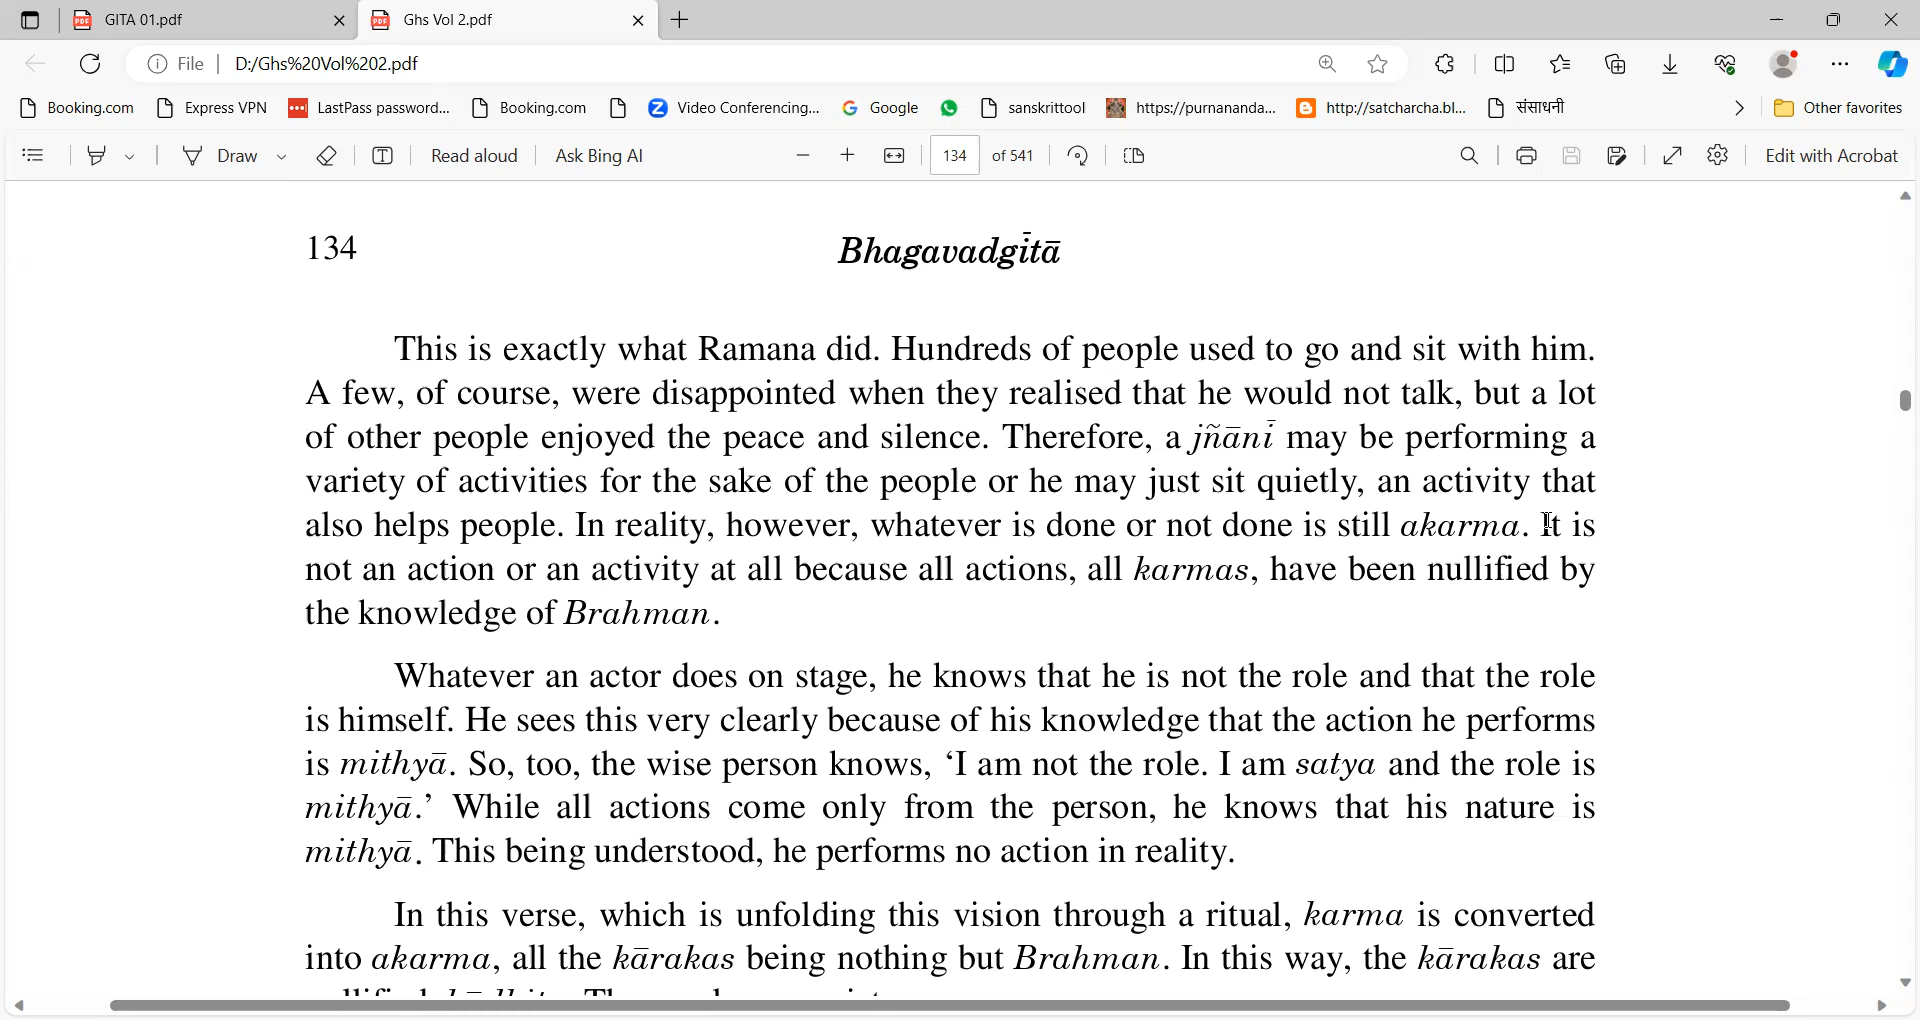 GITA 01.pdf
Ghs Vol 2.pdf
File
D:/Ghs%20Vol%202.pdf
Booking.com
Express VPN
LastPass password...
Booking.com
Video Conferencing...
Google
sanskrittool
https://purnananda...
http://satcharcha.bl...
संसाधनी
Other favorites
Draw
Read aloud
Ask Bing AI
134 of 541
Edit with Acrobat
134
Bhagavadgītā
This is exactly what Ramana did. Hundreds of people used to go and sit with him.
A few, of course, were disappointed when they realised that he would not talk, but a lot
of other people enjoyed the peace and silence. Therefore, a jñānī may be performing a
variety of activities for the sake of the people or he may just sit quietly, an activity that
also helps people. In reality, however, whatever is done or not done is still akarma. It is
not an action or an activity at all because all actions, all karmas, have been nullified by
the knowledge of Brahman.
Whatever an actor does on stage, he knows that he is not the role and that the role
is himself. He sees this very clearly because of his knowledge that the action he performs
is mithyā. So, too, the wise person knows, ‘I am not the role. I am satya and the role is
mithyā.’ While all actions come only from the person, he knows that his nature is
mithyā. This being understood, he performs no action in reality.
In this verse, which is unfolding this vision through a ritual, karma is converted
into akarma, all the kārakas being nothing but Brahman. In this way, the kārakas are